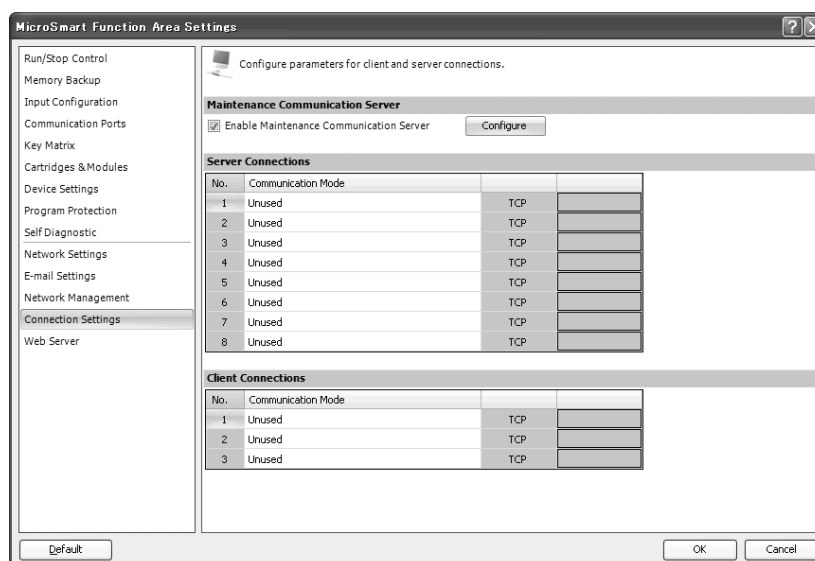 MicroSmart Function Area Settings
Run/Stop Control
Memory Backup
Input Configuration
Communication Ports
Key Matrix
Cartridges & Modules
Device Settings
Program Protection
Self Diagnostic
Network Settings
E-mail Settings
Network Management
Connection Settings
Web Server
Configure parameters for client and server connections.
Maintenance Communication Server
Enable Maintenance Communication Server Configure
Server Connections
No. Communication Mode
1 Unused TCP
2 Unused TCP
3 Unused TCP
4 Unused TCP
5 Unused TCP
6 Unused TCP
7 Unused TCP
8 Unused TCP
Client Connections
No. Communication Mode
1 Unused TCP
2 Unused TCP
3 Unused TCP
Default OK Cancel